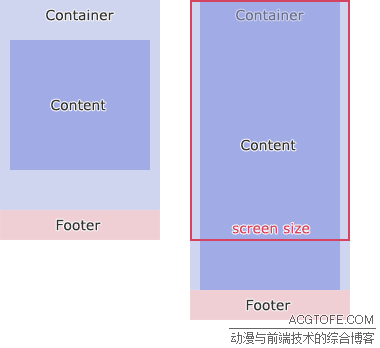 Container
Content
Footer
Container
Content
screen size
Footer
ACGTOFE.COM
动漫与前端技术的综合博客